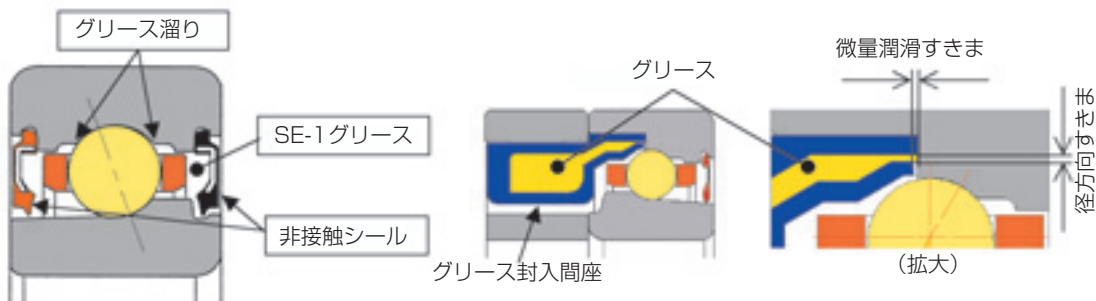 グリース溜り
SE-1グリース
非接触シール
グリース
グリース封入間座
微量潤滑すきま
径方向すきま
（拡大）